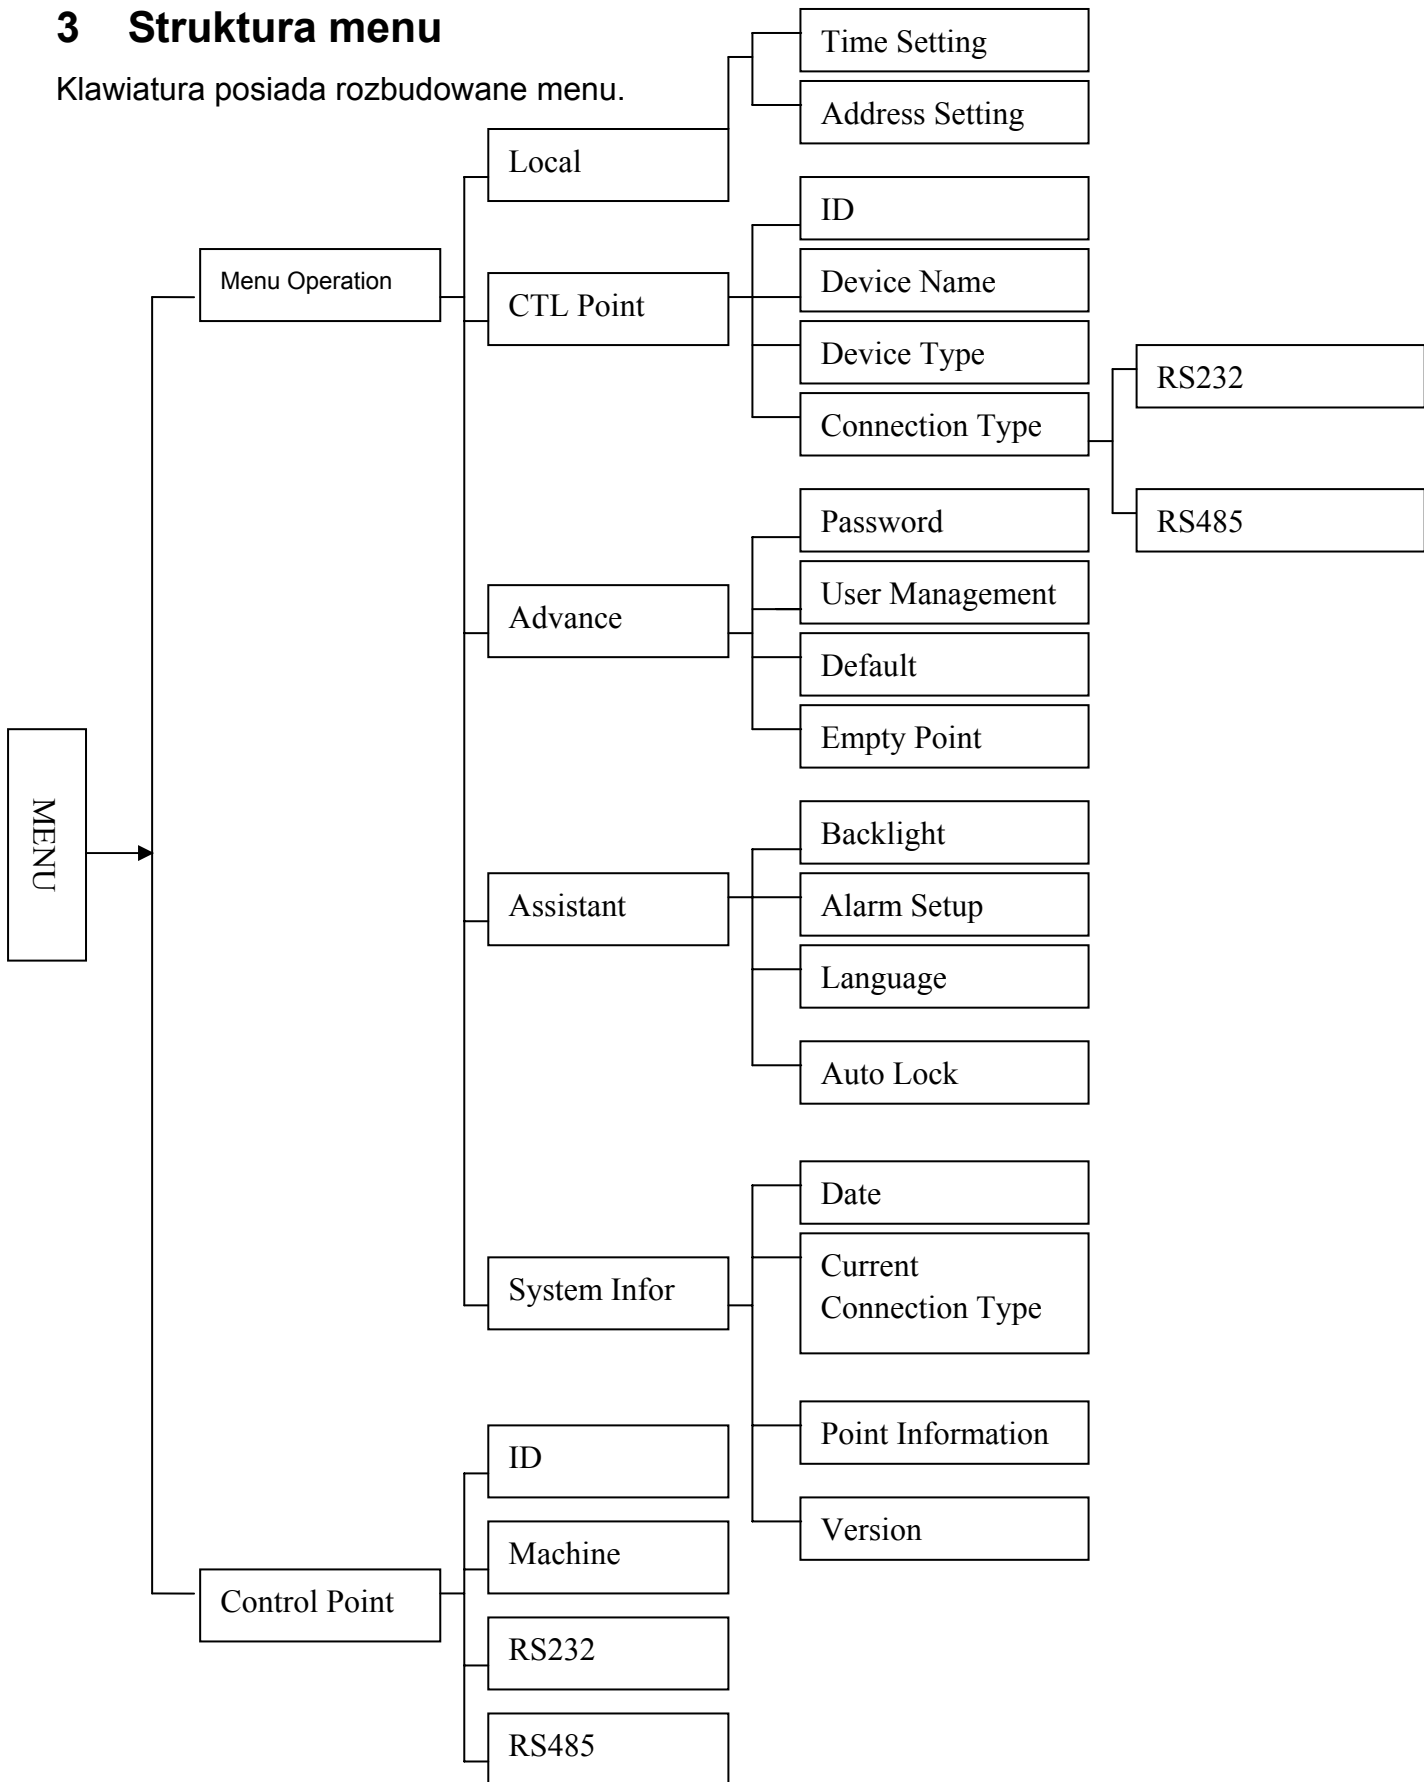 3 Struktura menu
Klawiatura posiada rozbudowane menu.
MENU
Menu Operation
Local
Time Setting
Address Setting
CTL Point
ID
Device Name
Device Type
Connection Type
RS232
RS485
Advance
Password
User Management
Default
Empty Point
Assistant
Backlight
Alarm Setup
Language
Auto Lock
System Infor
Date
Current
Connection Type
Point Information
Version
Control Point
ID
Machine
RS232
RS485